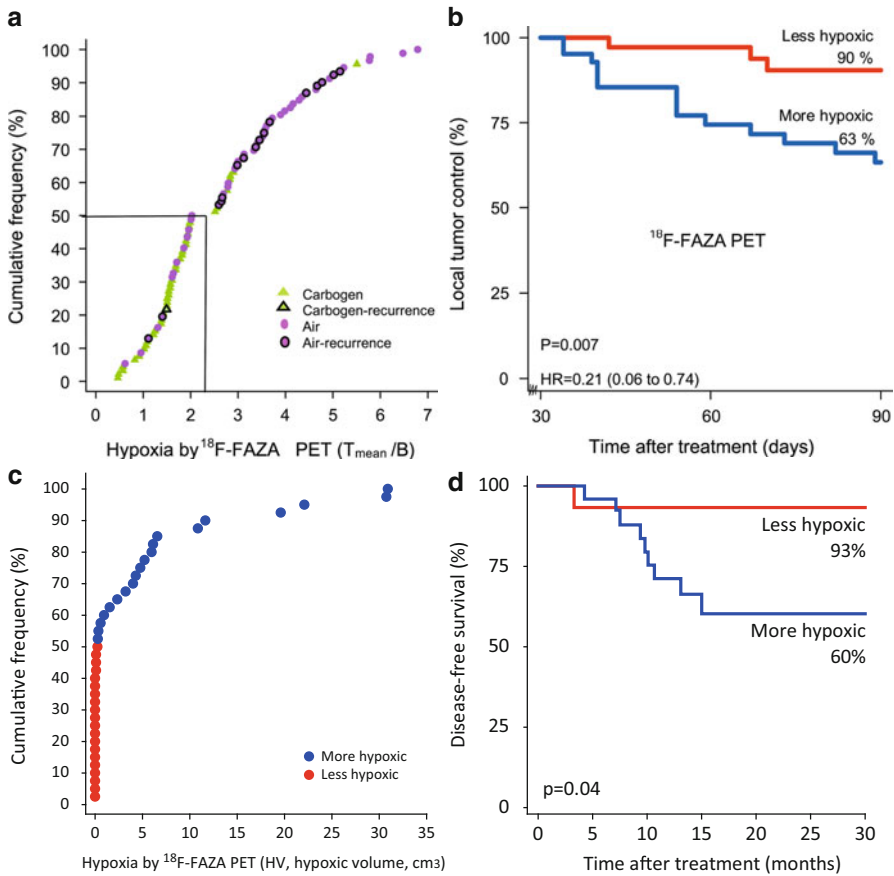 a
Cumulative frequency (%)
100
90
80
70
60
50
40
30
20
10
0
Carbogen
Carbogen-recurrence
Air
Air-recurrence
0 1 2 3 4 5 6 7
Hypoxia by 18F-FAZA PET (Tmean /B)
b
Local tumor control (%)
100
75
50
25
0
Less hypoxic
90 %
More hypoxic
63 %
18F-FAZA PET
P=0.007
HR=0.21 (0.06 to 0.74)
30 60 90
Time after treatment (days)
c
Cumulative frequency (%)
100
90
80
70
60
50
40
30
20
10
0
More hypoxic
Less hypoxic
0 5 10 15 20 25 30 35
Hypoxia by 18F-FAZA PET (HV, hypoxic volume, cm3)
d
Disease-free survival (%)
100
75
50
25
0
Less hypoxic
93%
More hypoxic
60%
p=0.04
0 5 10 15 20 25 30
Time after treatment (months)